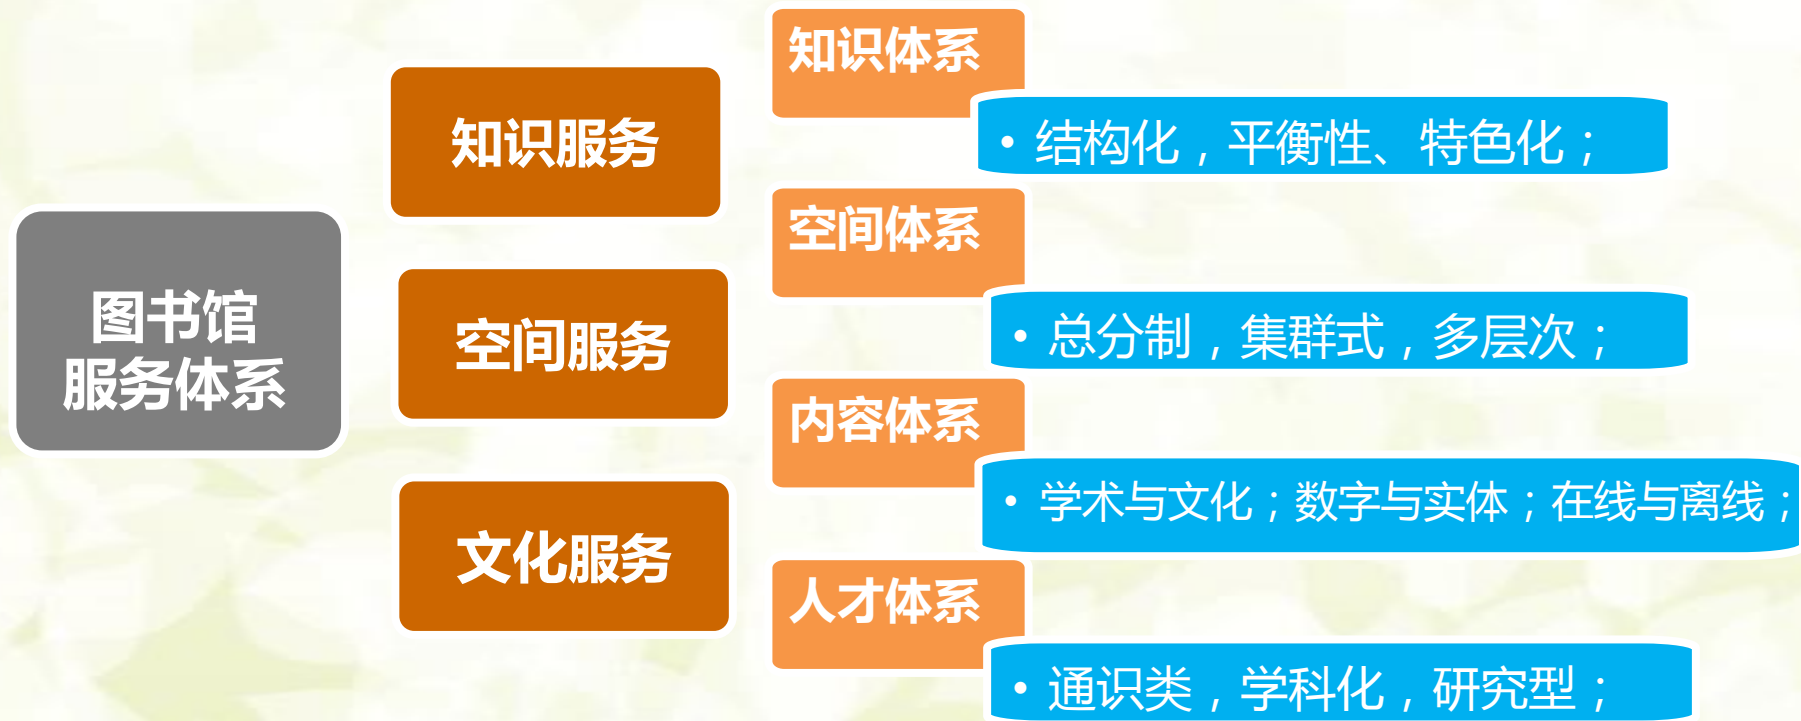 图书馆
服务体系
知识服务
空间服务
文化服务
知识体系
• 结构化，平衡性、特色化；
空间体系
• 总分制，集群式，多层次；
内容体系
• 学术与文化；数字与实体；在线与离线；
人才体系
• 通识类，学科化，研究型；